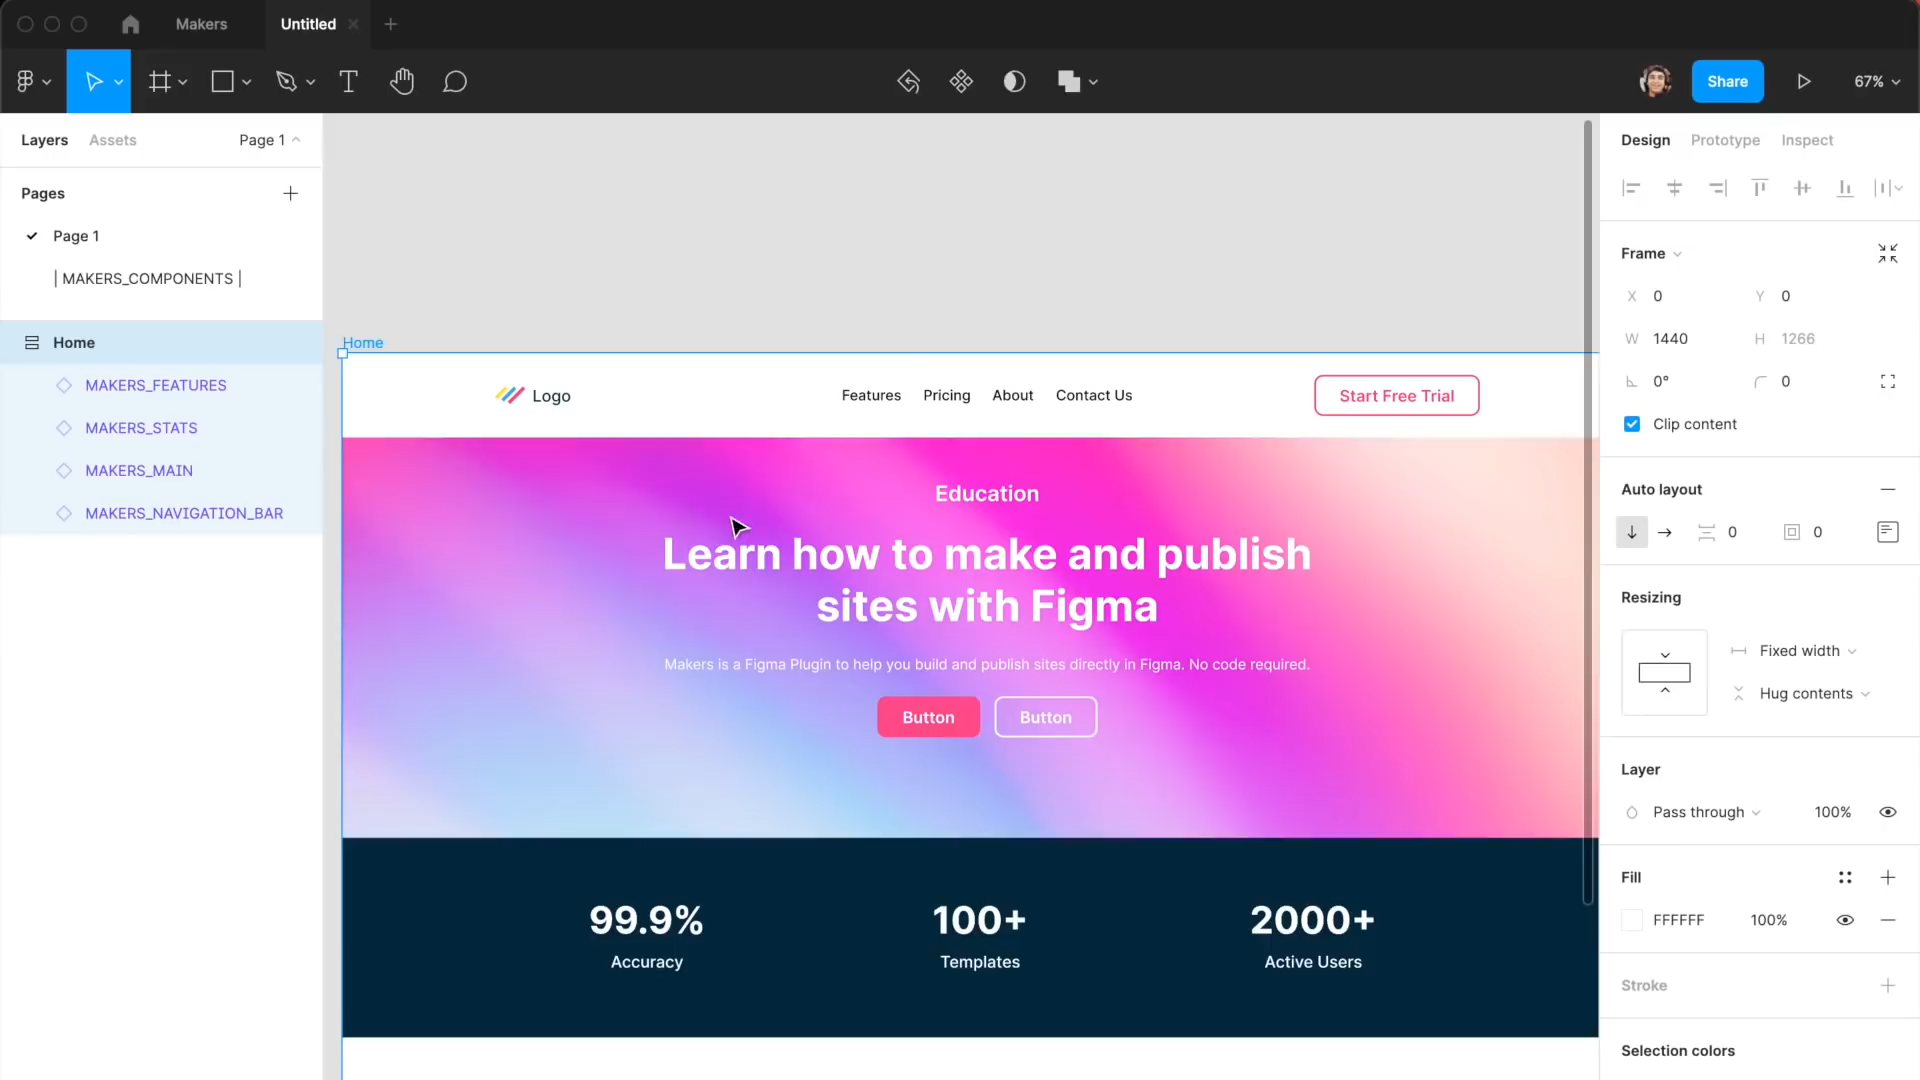 Makers
Untitled
Share
67%
Layers
Assets
Page 1
Pages
Page 1
| MAKERS_COMPONENTS |
Home
MAKERS_FEATURES
MAKERS_STATS
MAKERS_MAIN
MAKERS_NAVIGATION_BAR
Home
Logo
Features
Pricing
About
Contact Us
Start Free Trial
Education
Learn how to make and publish
sites with Figma
Makers is a Figma Plugin to help you build and publish sites directly in Figma. No code required.
Button
Button
99.9%
100+
2000+
Accuracy
Templates
Active Users
Design
Prototype
Inspect
Frame
X 0
Y 0
W 1440
H 1266
0°
0
Clip content
Auto layout
0
0
Resizing
Fixed width
Hug contents
Layer
Pass through
100%
Fill
FFFFFF
100%
Stroke
Selection colors